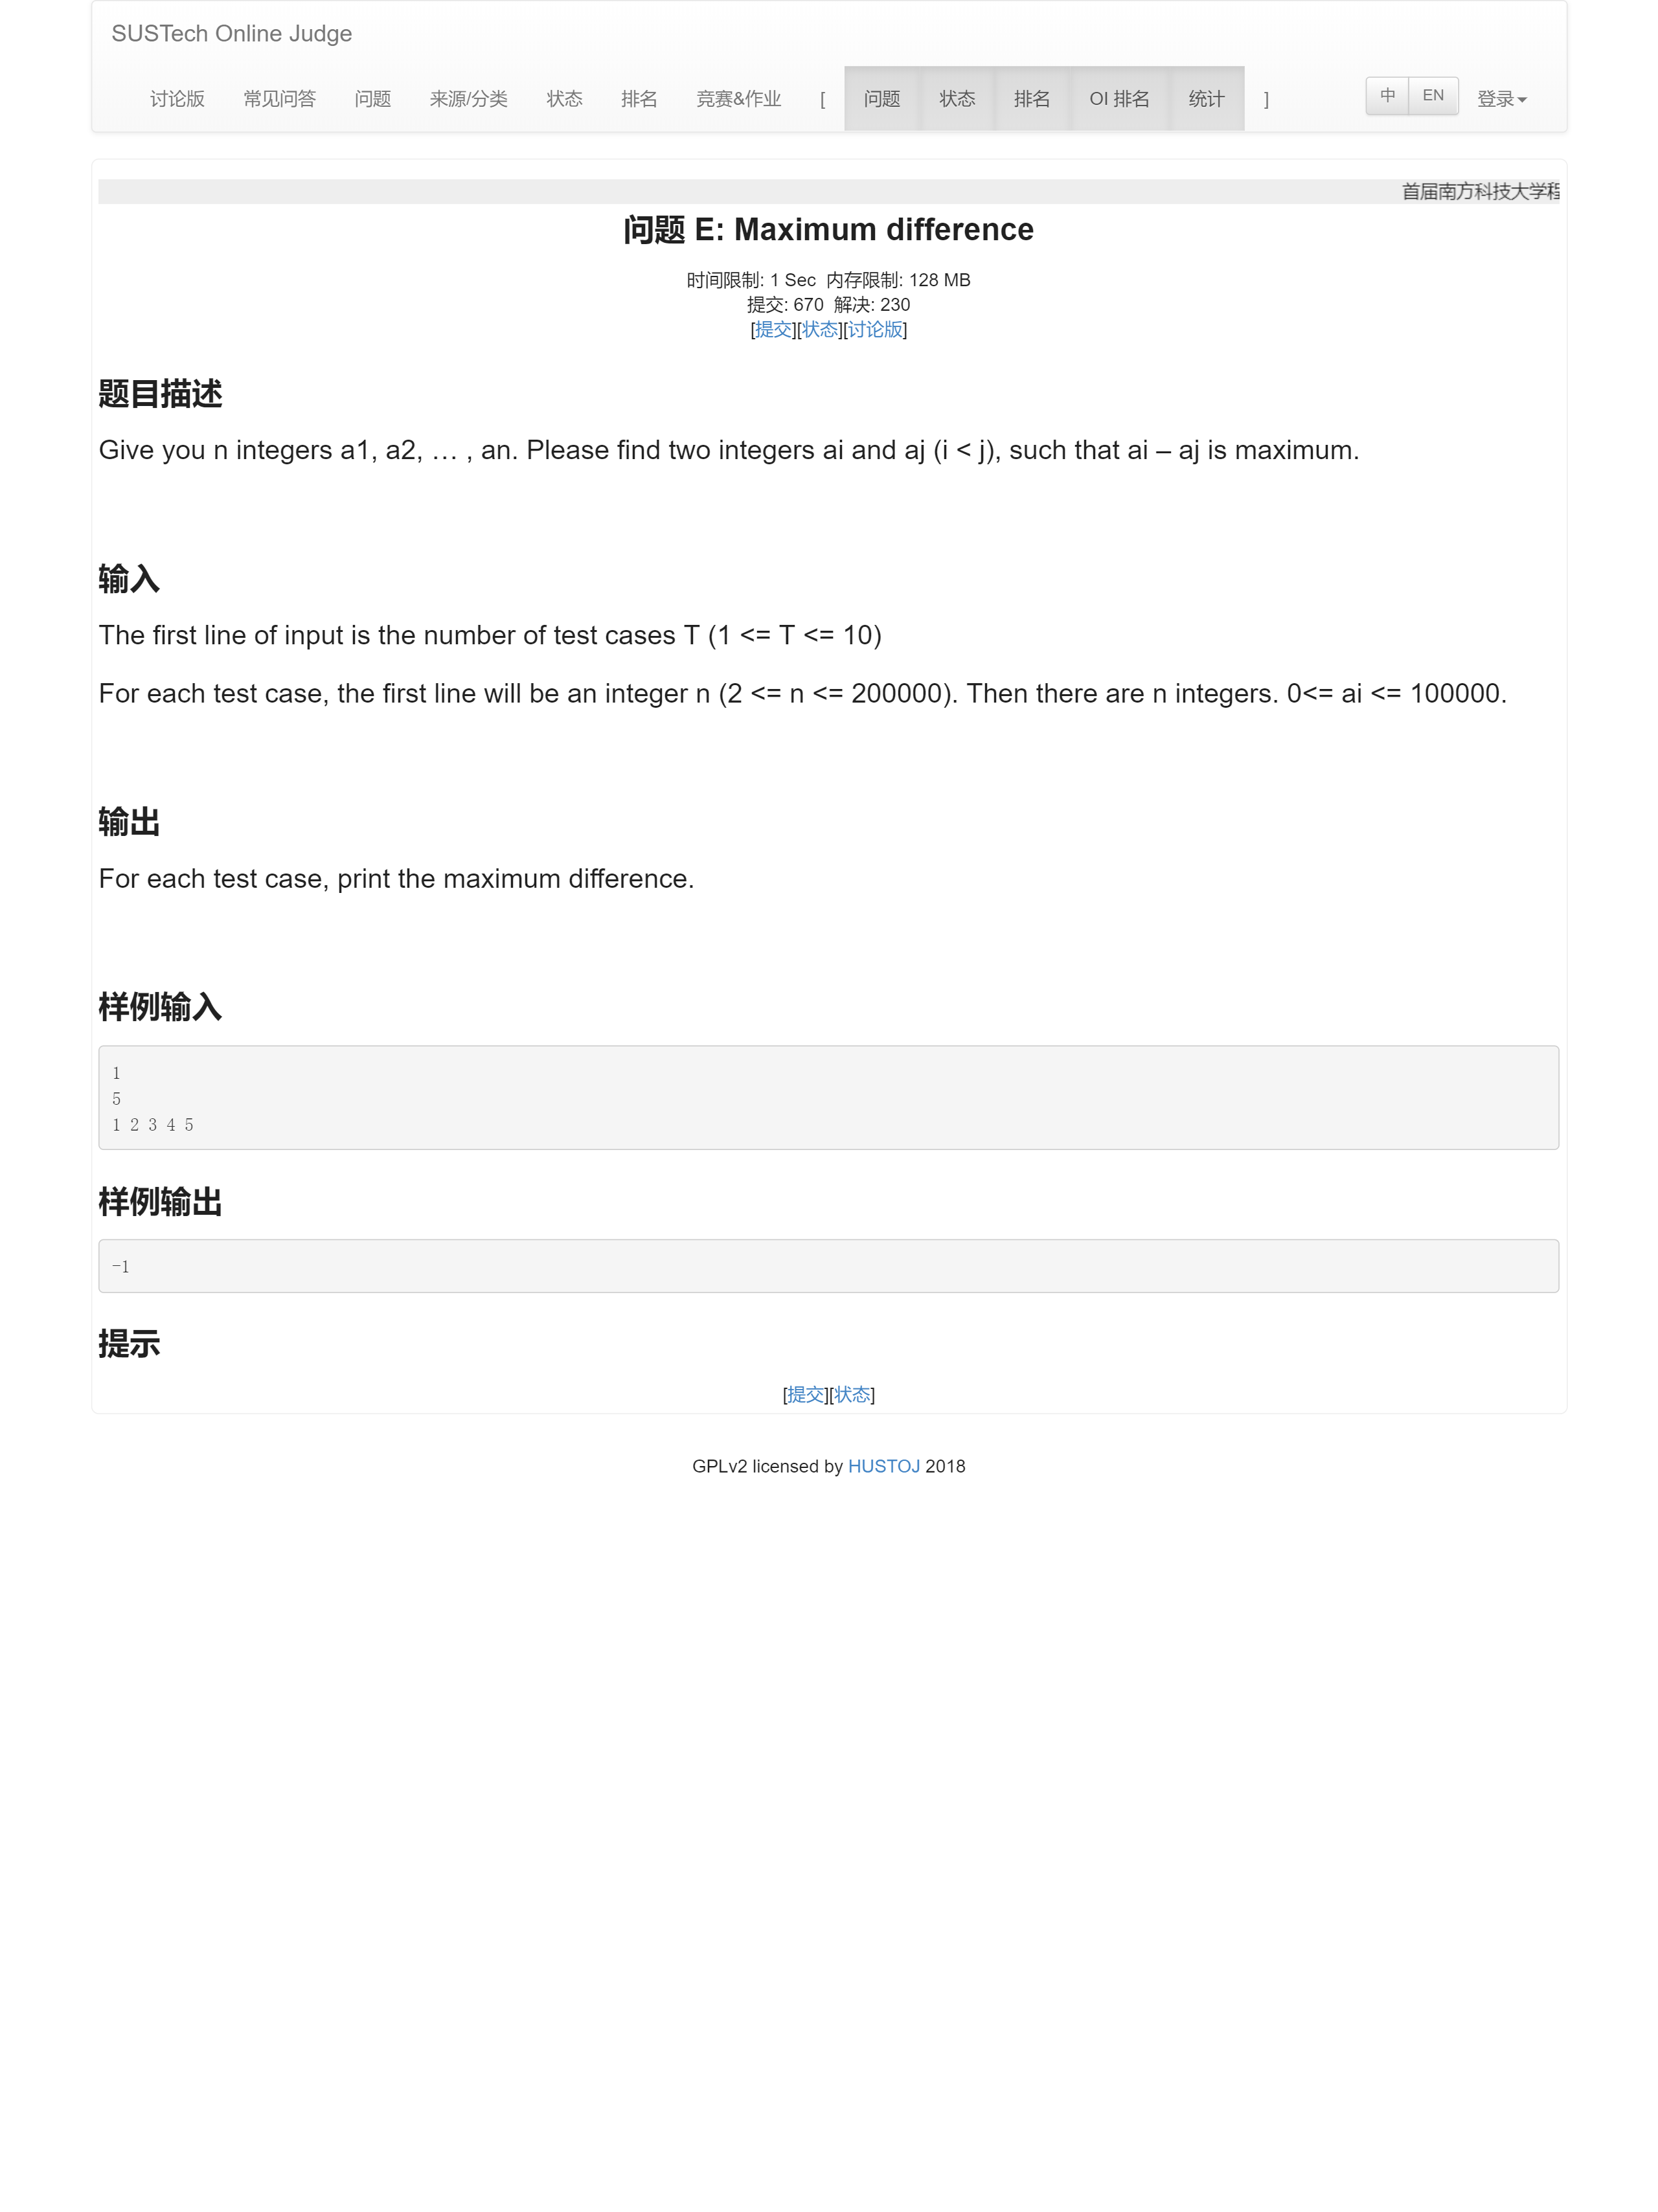 SUSTech Online Judge
讨论版 常见问答 问题 来源/分类 状态 排名 竞赛&作业 [ 问题 状态 排名 OI 排名 统计 ] 中 EN 登录
首届南方科技大学程
问题 E: Maximum difference
时间限制: 1 Sec 内存限制: 128 MB
提交: 670 解决: 230
[提交][状态][讨论版]
题目描述
Give you n integers a1, a2, … , an. Please find two integers ai and aj (i < j), such that ai – aj is maximum.
输入
The first line of input is the number of test cases T (1 <= T <= 10)
For each test case, the first line will be an integer n (2 <= n <= 200000). Then there are n integers. 0<= ai <= 100000.
输出
For each test case, print the maximum difference.
样例输入
1
5
1 2 3 4 5
样例输出
-1
提示
[提交][状态]
GPLv2 licensed by HUSTOJ 2018